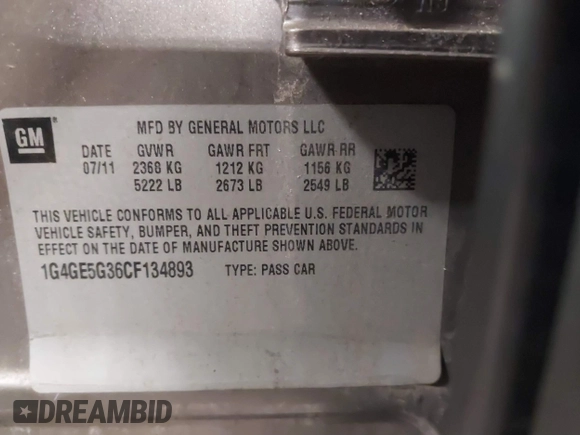 GM
MFD BY GENERAL MOTORS LLC
DATE GVWR GAWR FRT GAWR RR
07/11 2368 KG 1212 KG 1156 KG
5222 LB 2673 LB 2549 LB
THIS VEHICLE CONFORMS TO ALL APPLICABLE U.S. FEDERAL MOTOR
VEHICLE SAFETY, BUMPER, AND THEFT PREVENTION STANDARDS IN
EFFECT ON THE DATE OF MANUFACTURE SHOWN ABOVE.
1G4GE5G36CF134893 TYPE: PASS CAR
DREAMBID